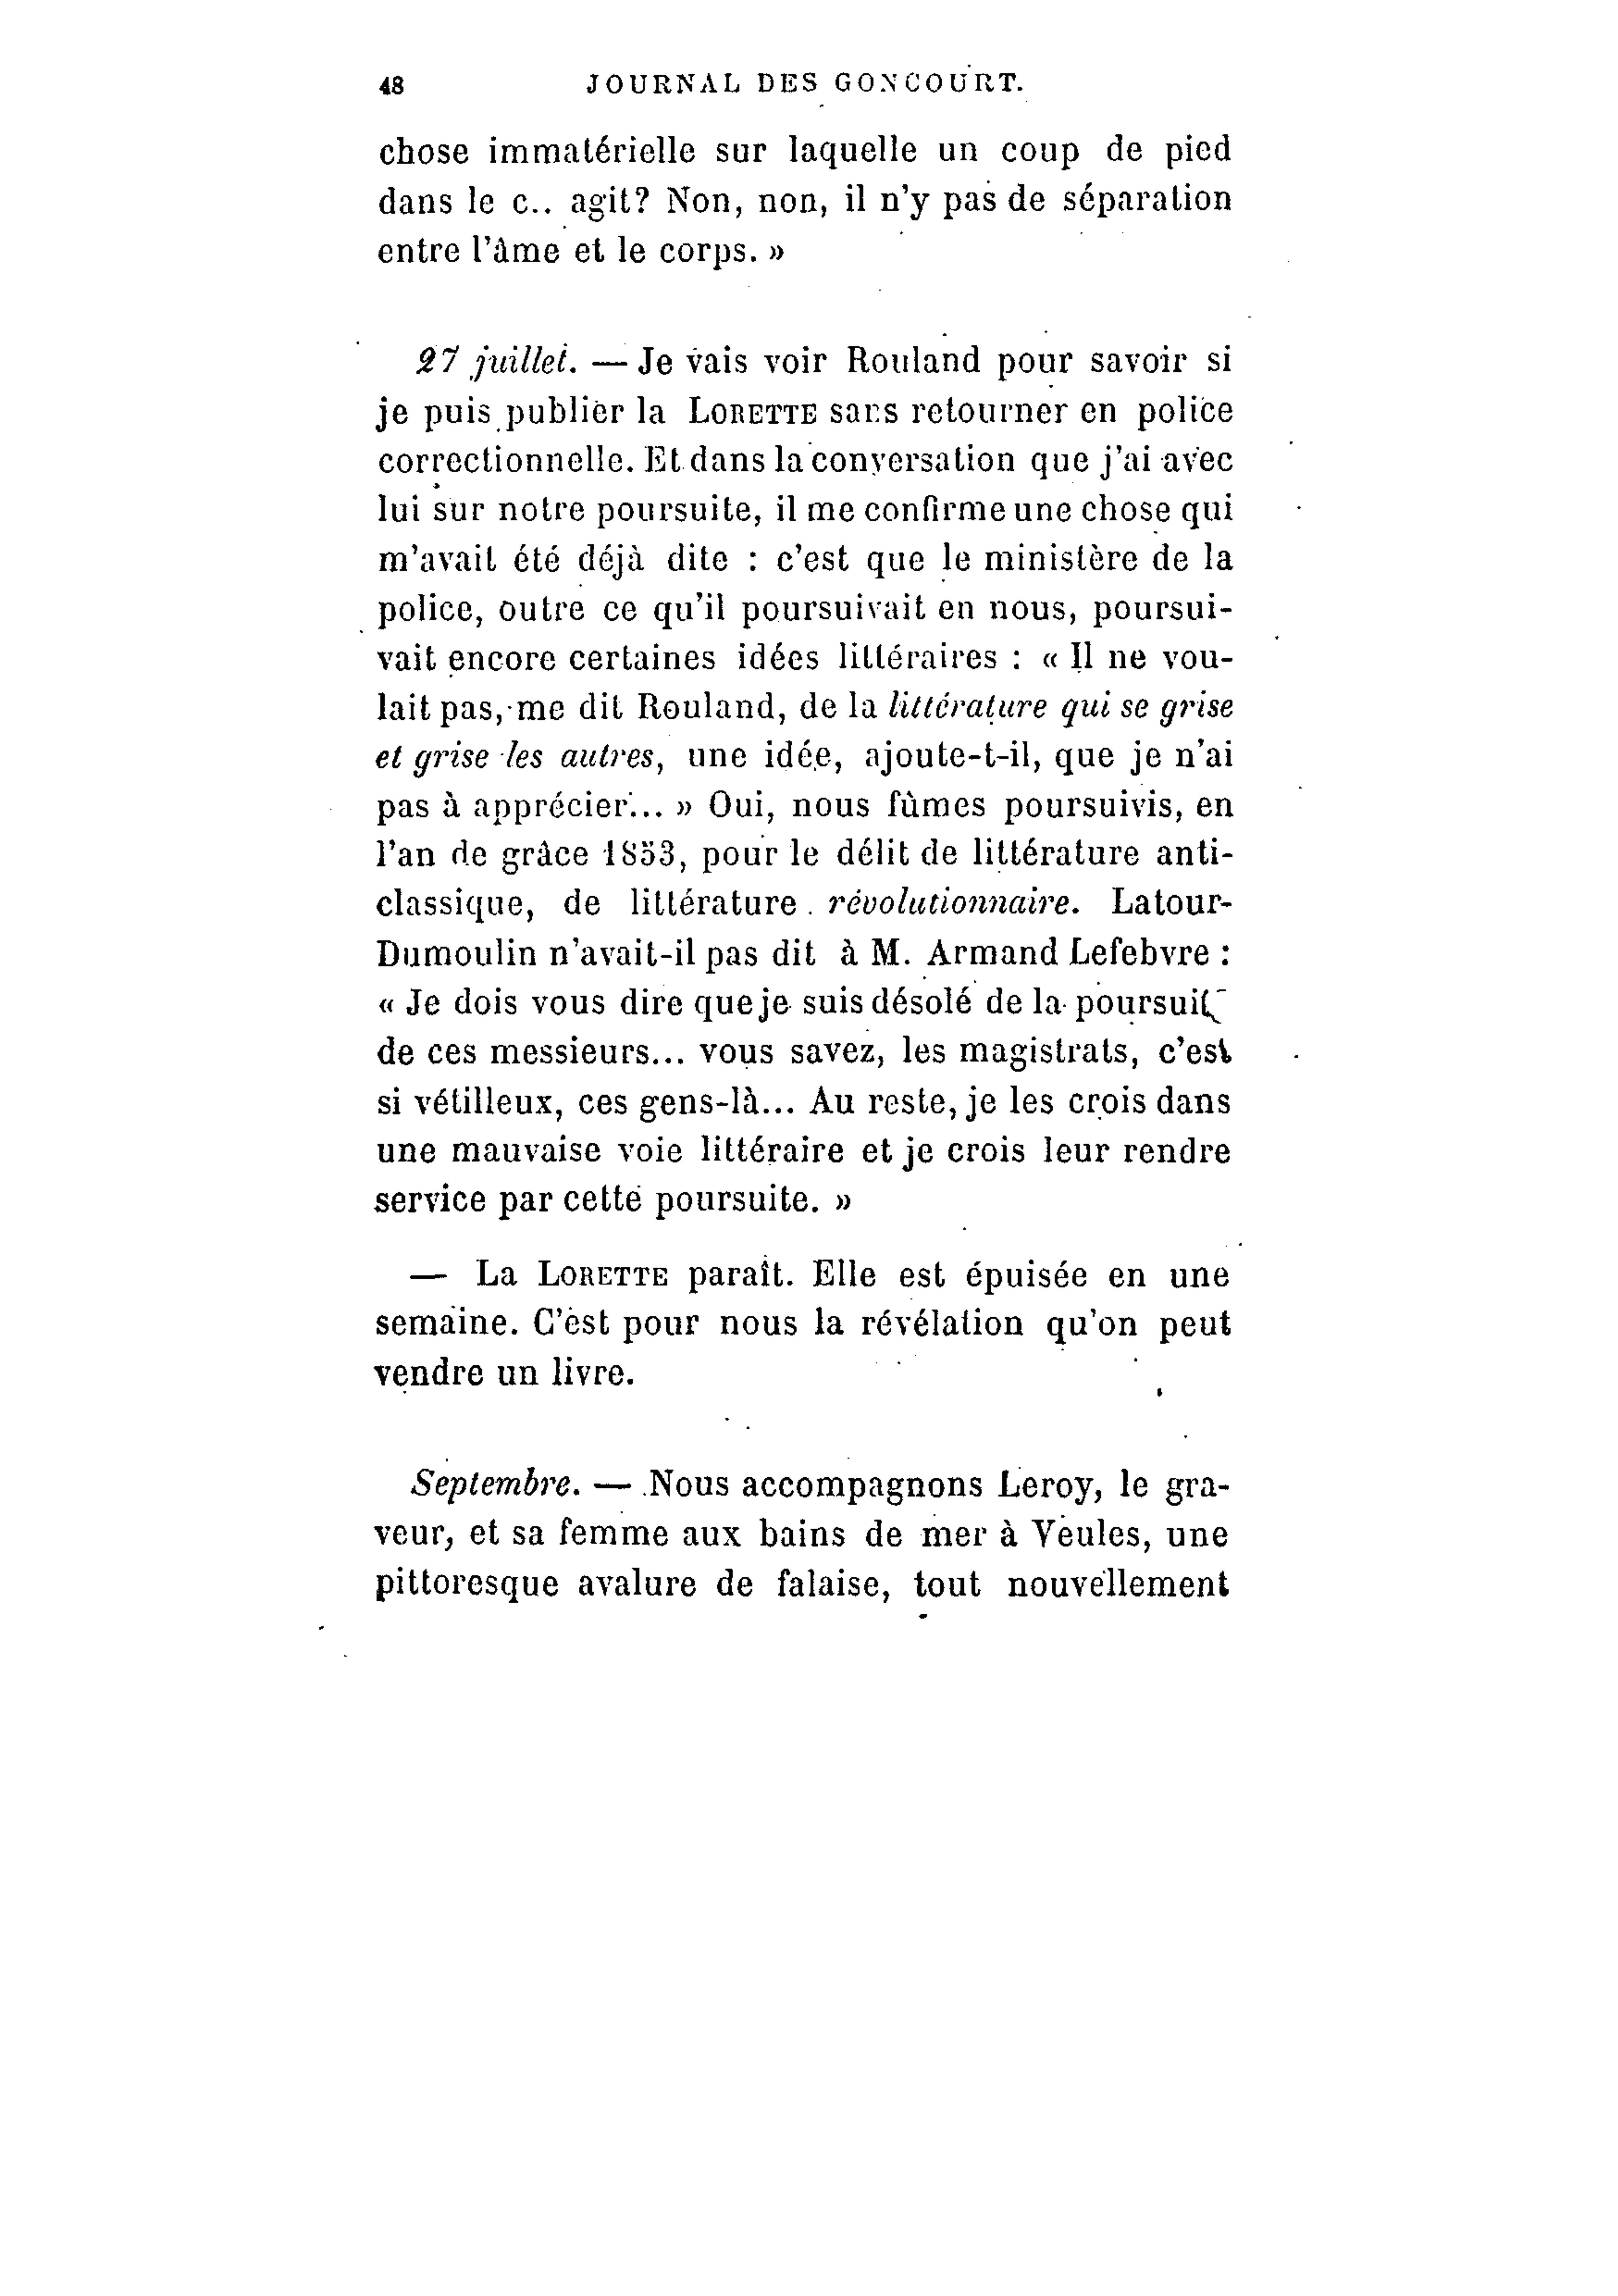 48 JOURNAL DES GONCOURT.
chose immatérielle sur laquelle un coup de pied
dans le c.. agit? Non, non, il n'y pas de séparation
entre l'âme et le corps. »
27 juillet. — Je vais voir Rouland pour savoir si
je puis publier la LORETTE sans retourner en police
correctionnelle. Et dans la conversation que j'ai avec
lui sur notre poursuite, il me confirme une chose qui
m'avait été déjà dite : c'est que le ministère de la
police, outre ce qu'il poursuivait en nous, poursui-
vait encore certaines idées littéraires : « Il ne vou-
lait pas, me dit Rouland, de la littérature qui se grise
et grise les autres, une idée, ajoute-t-il, que je n'ai
pas à apprécier... » Oui, nous fûmes poursuivis, en
l'an de grâce 1853, pour le délit de littérature anti-
classique, de littérature révolutionnaire. Latour-
Dumoulin n'avait-il pas dit à M. Armand Lefebvre :
« Je dois vous dire que je suis désolé de la poursuit
de ces messieurs... vous savez, les magistrats, c'est
si vétilleux, ces gens-là... Au reste, je les crois dans
une mauvaise voie littéraire et je crois leur rendre
service par cette poursuite. »
— La LORETTE paraît. Elle est épuisée en une
semaine. C'est pour nous la révélation qu'on peut
vendre un livre.
Septembre. — Nous accompagnons Leroy, le gra-
veur, et sa femme aux bains de mer à Veules, une
pittoresque avalure de falaise, tout nouvellement